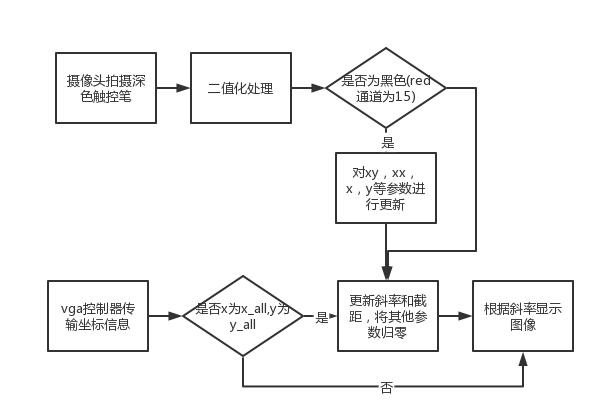 摄像头拍摄深
色触控笔
二值化处理
是否为黑色(red
通道为15)
是
对xy，xx，
x，y等参数进
行更新
vga控制器传
输坐标信息
是否x为x_all,y为
y_all
是
更新斜率和截
距，将其他参
数归零
根据斜率显示
图像
否